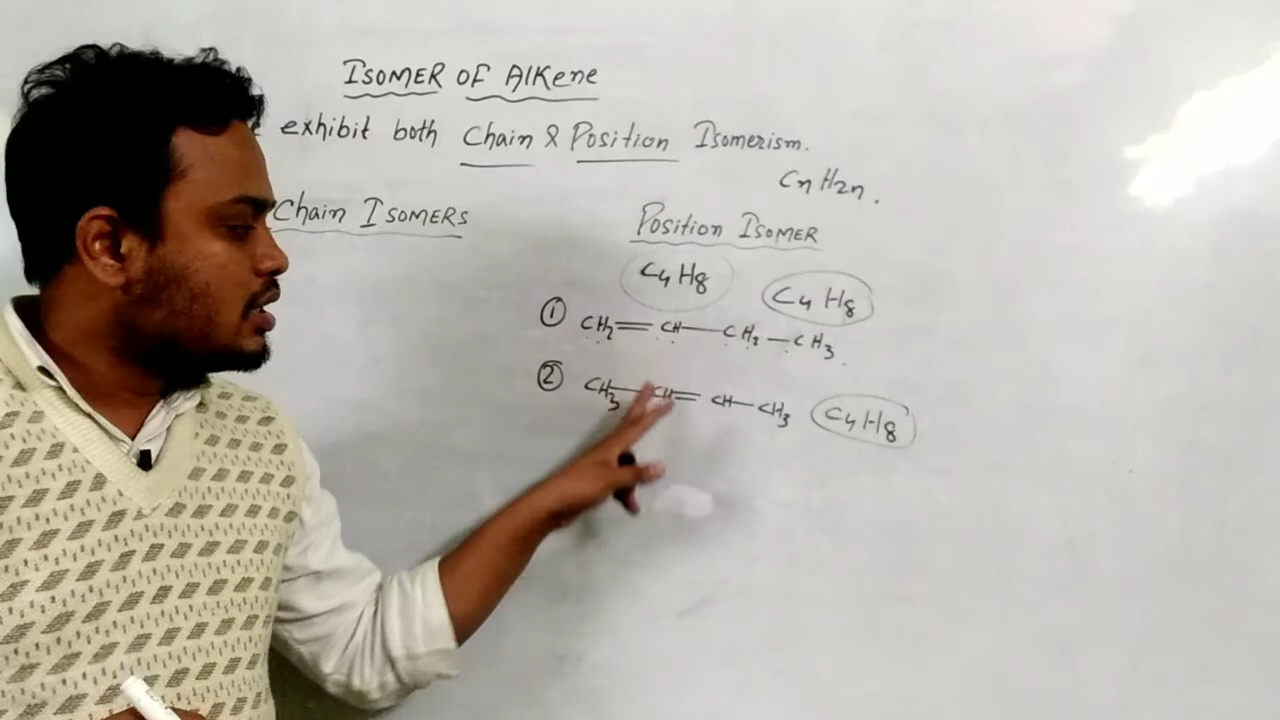 ISOMER OF AlKene
exhibit both Chain & Position Isomerism.
CnH2n.
Chain ISOMERS
Position ISOMER
C4H8 C4H8
① CH2=CH—CH2—CH3
② CH3—CH=CH—CH3 C4H8